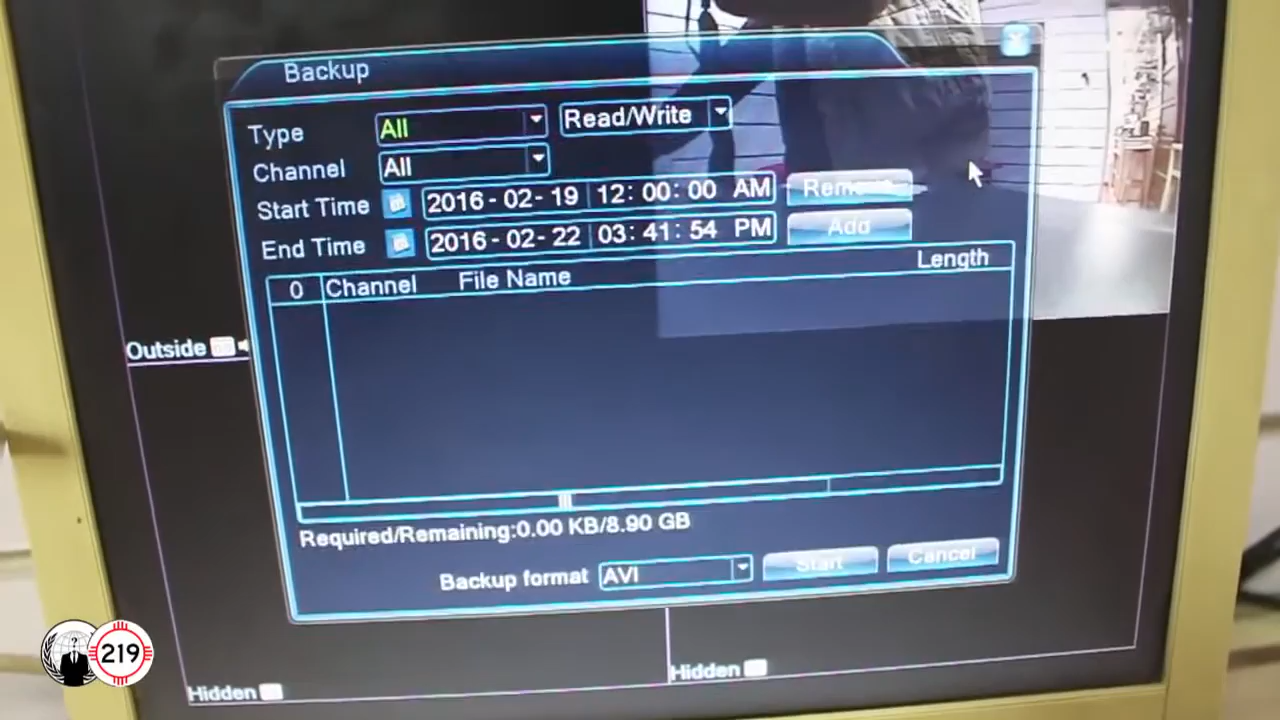 Backup
Type All Read/Write
Channel All
Start Time 2016-02-19 12:00:00 AM Remove
End Time 2016-02-22 03:41:54 PM Add
0 Channel File Name Length
Outside
Required/Remaining:0.00 KB/8.90 GB
Backup format AVI Start Cancel
Hidden
Hidden
?
219